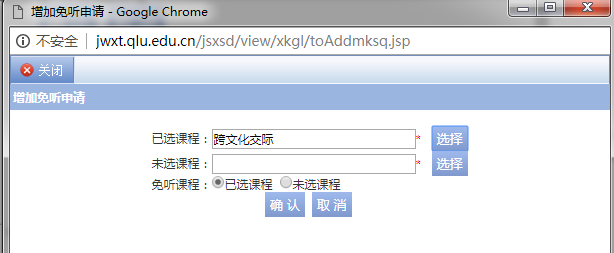 增加免听申请 - Google Chrome
不安全 | jwxt.qlu.edu.cn/jsxsd/view/xkgl/toAddmksq.jsp
关闭
增加免听申请
已选课程：跨文化交际* 选择
未选课程：* 选择
免听课程：已选课程 未选课程
确 认 取 消